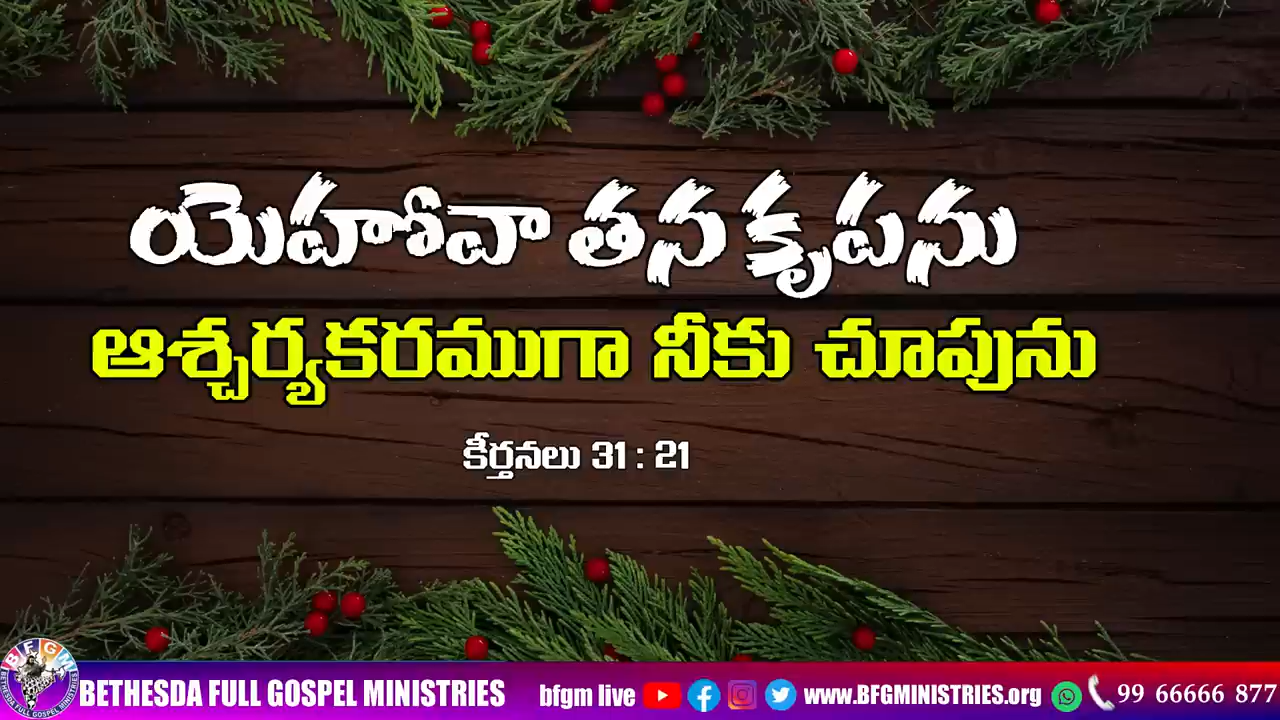 యెహోవా తన కృపను
ఆశ్చర్యకరముగా నీకు చూపును
కీర్తనలు 31 : 21
BFGM
BETHESDA FULL GOSPEL MINISTRIES bfgm live www.BFGMINISTRIES.org 99 66666 877